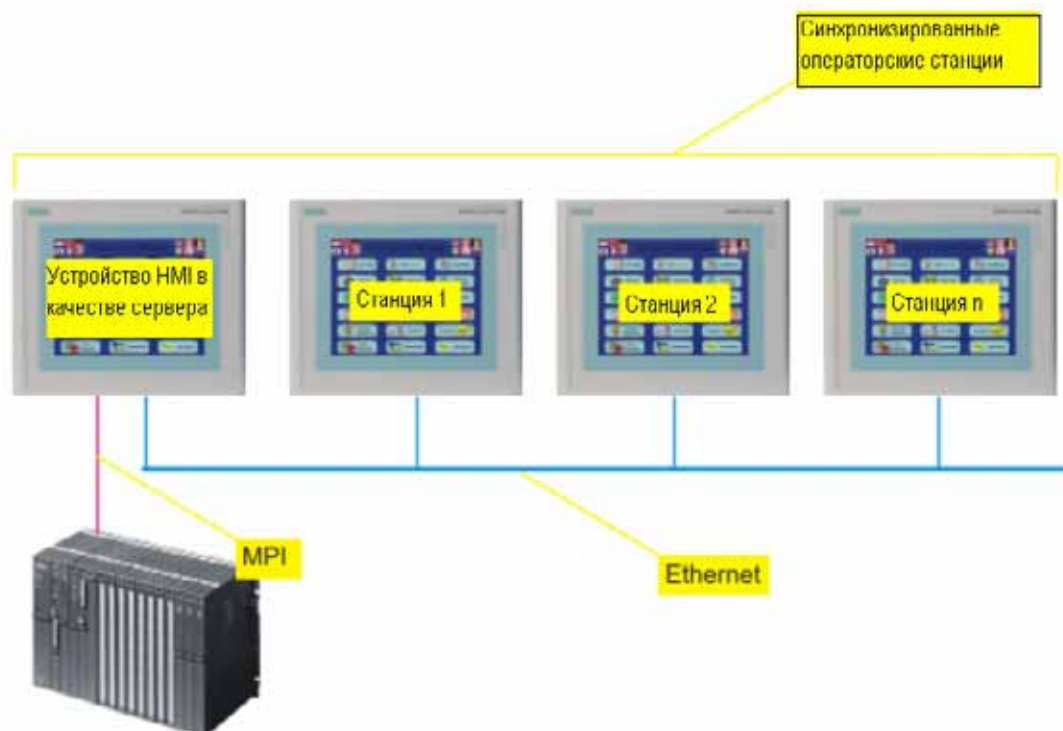 Синхронизированные
операторские станции
Устройство HMI в
качестве сервера
Станция 1
Станция 2
Станция n
MPI
Ethernet